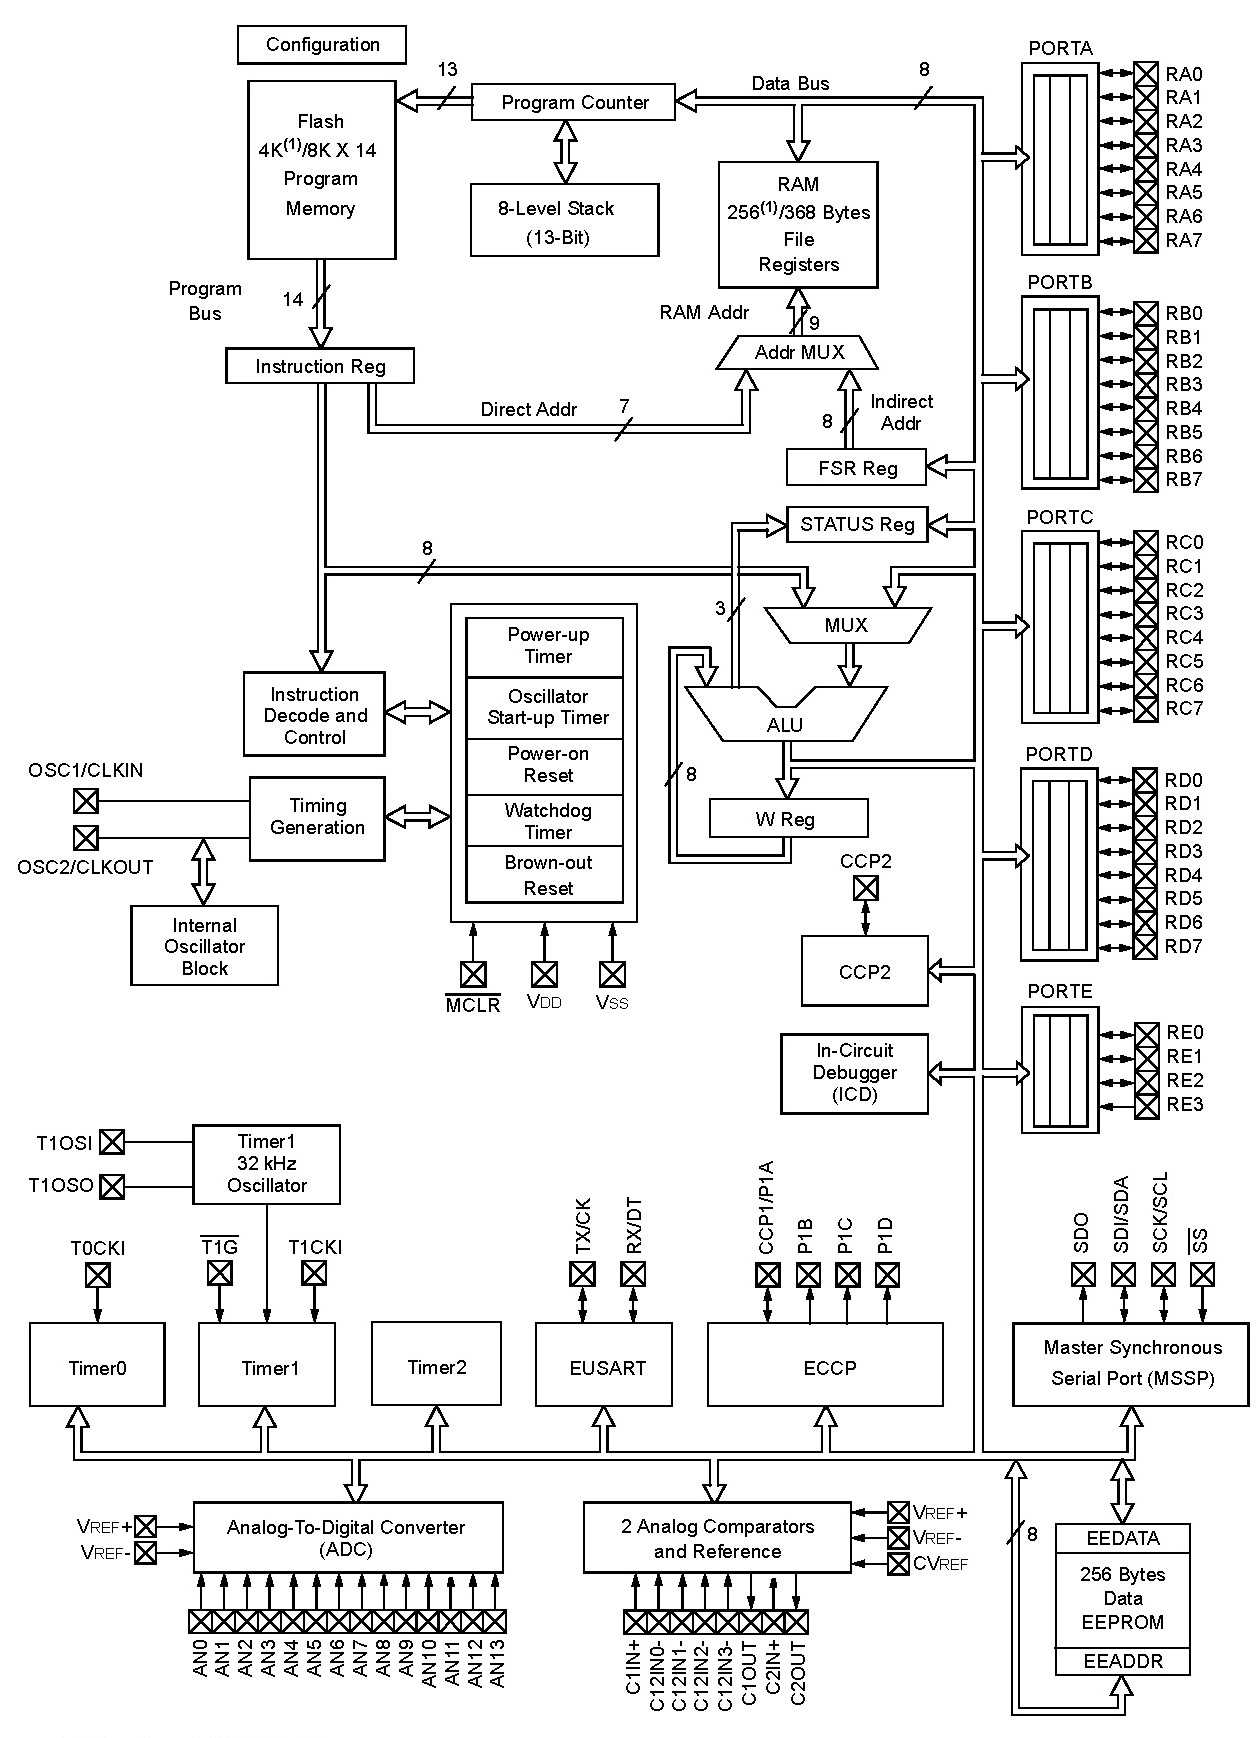 Configuration
Flash
4K(1)/8K X 14
Program
Memory
13
Program Counter
Data Bus
8
8-Level Stack
(13-Bit)
RAM
256(1)/368 Bytes
File
Registers
Program
Bus
14
RAM Addr
9
Addr MUX
Instruction Reg
Direct Addr
7
8
Indirect
Addr
FSR Reg
STATUS Reg
8
3
MUX
ALU
8
W Reg
Power-up
Timer
Oscillator
Start-up Timer
Power-on
Reset
Watchdog
Timer
Brown-out
Reset
Instruction
Decode and
Control
OSC1/CLKIN
Timing
Generation
OSC2/CLKOUT
Internal
Oscillator
Block
MCLR
VDD
VSS
CCP2
CCP2
In-Circuit
Debugger
(ICD)
PORTA
RA0
RA1
RA2
RA3
RA4
RA5
RA6
RA7
PORTB
RB0
RB1
RB2
RB3
RB4
RB5
RB6
RB7
PORTC
RC0
RC1
RC2
RC3
RC4
RC5
RC6
RC7
PORTD
RD0
RD1
RD2
RD3
RD4
RD5
RD6
RD7
PORTE
RE0
RE1
RE2
RE3
T1OSI
T1OSO
Timer1
32 kHz
Oscillator
T0CKI
T1G
T1CKI
TX/CK
RX/DT
CCP1/P1A
P1B
P1C
P1D
SDO
SDI/SDA
SCK/SCL
SS
Timer0
Timer1
Timer2
EUSART
ECCP
Master Synchronous
Serial Port (MSSP)
VREF+
VREF-
Analog-To-Digital Converter
(ADC)
AN0
AN1
AN2
AN3
AN4
AN5
AN6
AN7
AN8
AN9
AN10
AN11
AN12
AN13
2 Analog Comparators
and Reference
VREF+
VREF-
CVREF
C1IN+
C12IN0-
C12IN1-
C12IN2-
C12IN3-
C1OUT
C2IN+
C2OUT
8
EEDATA
256 Bytes
Data
EEPROM
EEADDR